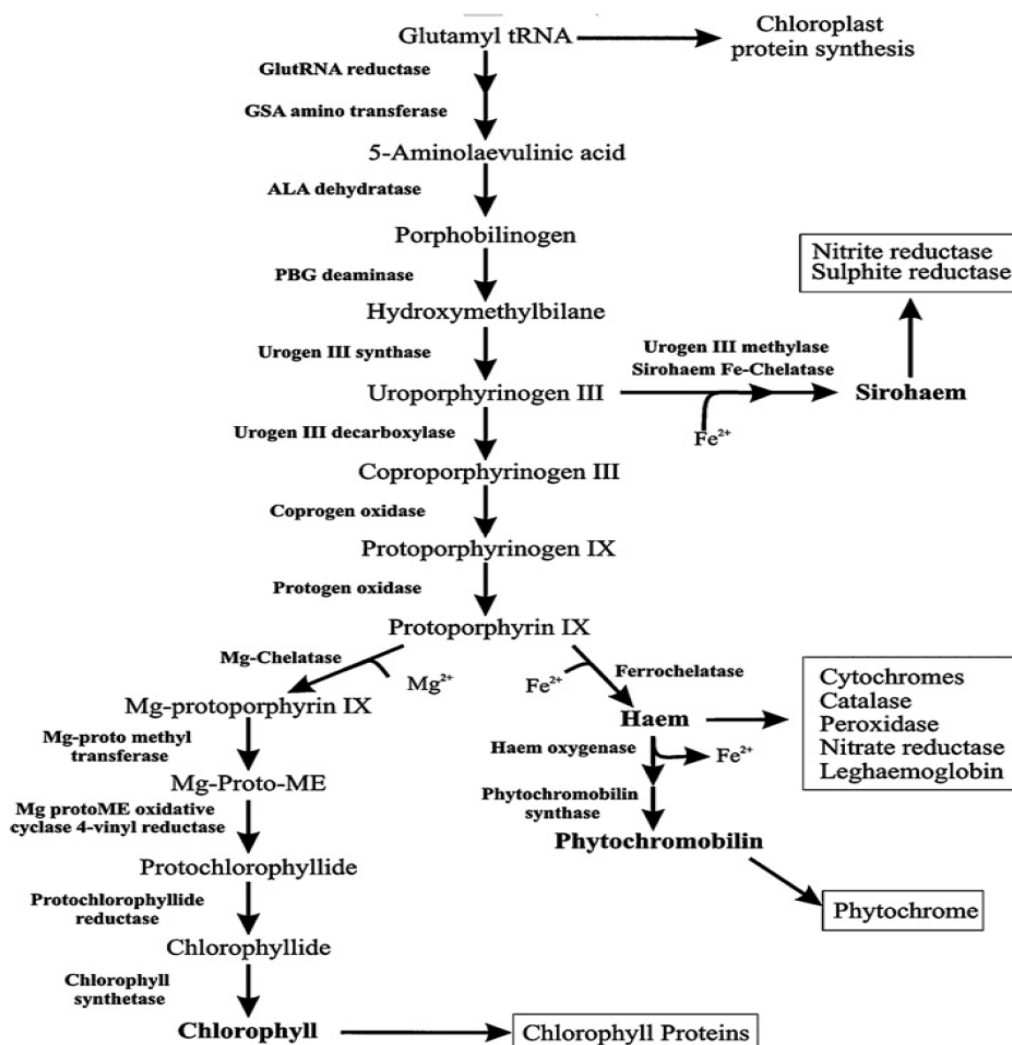 Glutamyl tRNA
Chloroplast
protein synthesis
GlutRNA reductase
GSA amino transferase
5-Aminolaevulinic acid
ALA dehydratase
Porphobilinogen
Nitrite reductase
Sulphite reductase
PBG deaminase
Hydroxymethylbilane
Urogen III synthase
Urogen III methylase
Sirohaem Fe-Chelatase
Uroporphyrinogen III
Sirohaem
Fe²⁺
Urogen III decarboxylase
Coproporphyrinogen III
Coprogen oxidase
Protoporphyrinogen IX
Protogen oxidase
Protoporphyrin IX
Mg-Chelatase
Mg²⁺
Fe²⁺
Ferrochelatase
Mg-protoporphyrin IX
Haem
Cytochromes
Catalase
Peroxidase
Nitrate reductase
Leghaemoglobin
Mg-proto methyl
transferase
Haem oxygenase
Fe²⁺
Mg-Proto-ME
Phytochromobilin
synthase
Mg protoME oxidative
cyclase 4-vinyl reductase
Phytochromobilin
Protochlorophyllide
Protochlorophyllide
reductase
Phytochrome
Chlorophyllide
Chlorophyll
synthetase
Chlorophyll
Chlorophyll Proteins